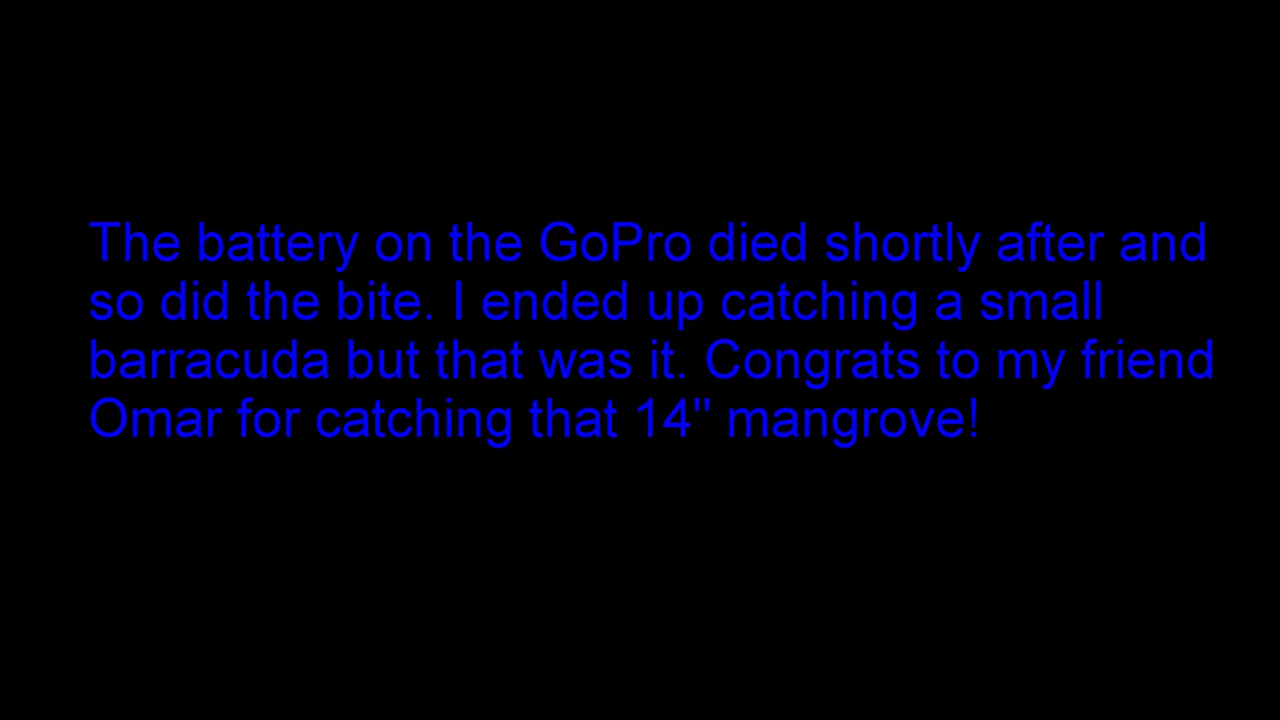 The battery on the GoPro died shortly after and
so did the bite. I ended up catching a small
barracuda but that was it. Congrats to my friend
Omar for catching that 14" mangrove!